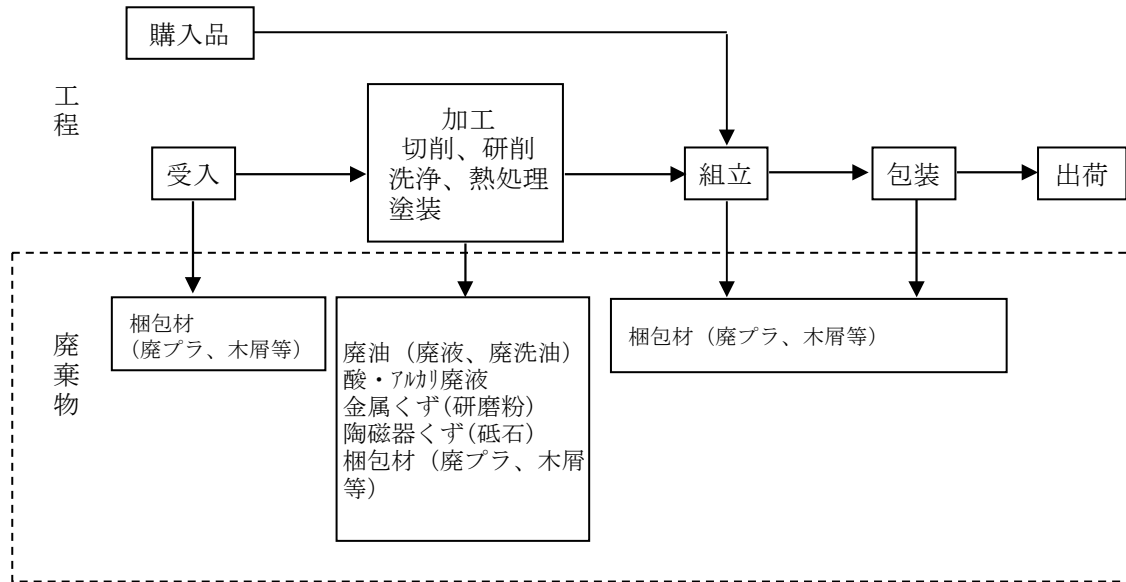 購入品
工程
加工
切削、研削
洗浄、熱処理
塗装
受入
組立
包装
出荷
廃棄物
梱包材
(廃プラ、木屑等)
廃油(廃液、廃洗油)
酸・ｱﾙｶﾘ廃液
金属くず(研磨粉)
陶磁器くず(砥石)
梱包材(廃プラ、木屑
等)
梱包材(廃プラ、木屑等)